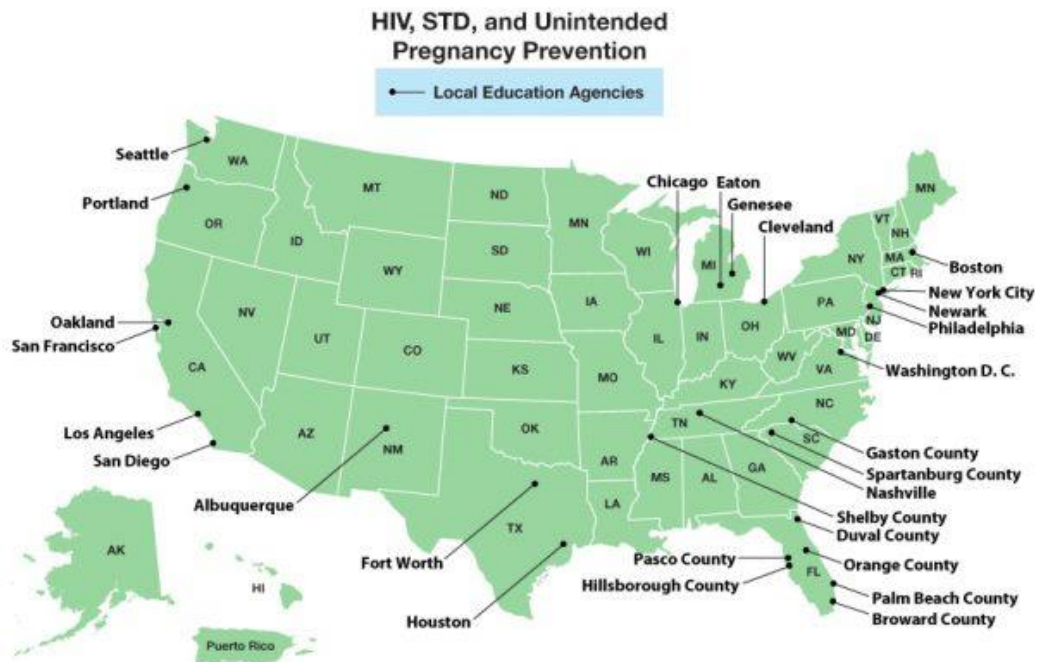 HIV, STD, and Unintended
Pregnancy Prevention
Local Education Agencies
Seattle
WA
Portland
OR
MT
ID
ND
MN
SD
WY
WI
MI
Chicago
Eaton
Genesee
Cleveland
MN
VT
NH
NY
MA
CT
RI
Boston
New York City
Newark
Philadelphia
PA
NJ
MD
DE
Washington D. C.
NE
IA
IL
IN
OH
WV
VA
Oakland
San Francisco
NV
UT
CO
KS
MO
KY
CA
Los Angeles
San Diego
AZ
NM
OK
AR
TN
NC
SC
Gaston County
Spartanburg County
Nashville
Shelby County
Duval County
Albuquerque
MS
AL
GA
LA
TX
Fort Worth
Houston
Pasco County
Hillsborough County
FL
Orange County
Palm Beach County
Broward County
AK
HI
Puerto Rico